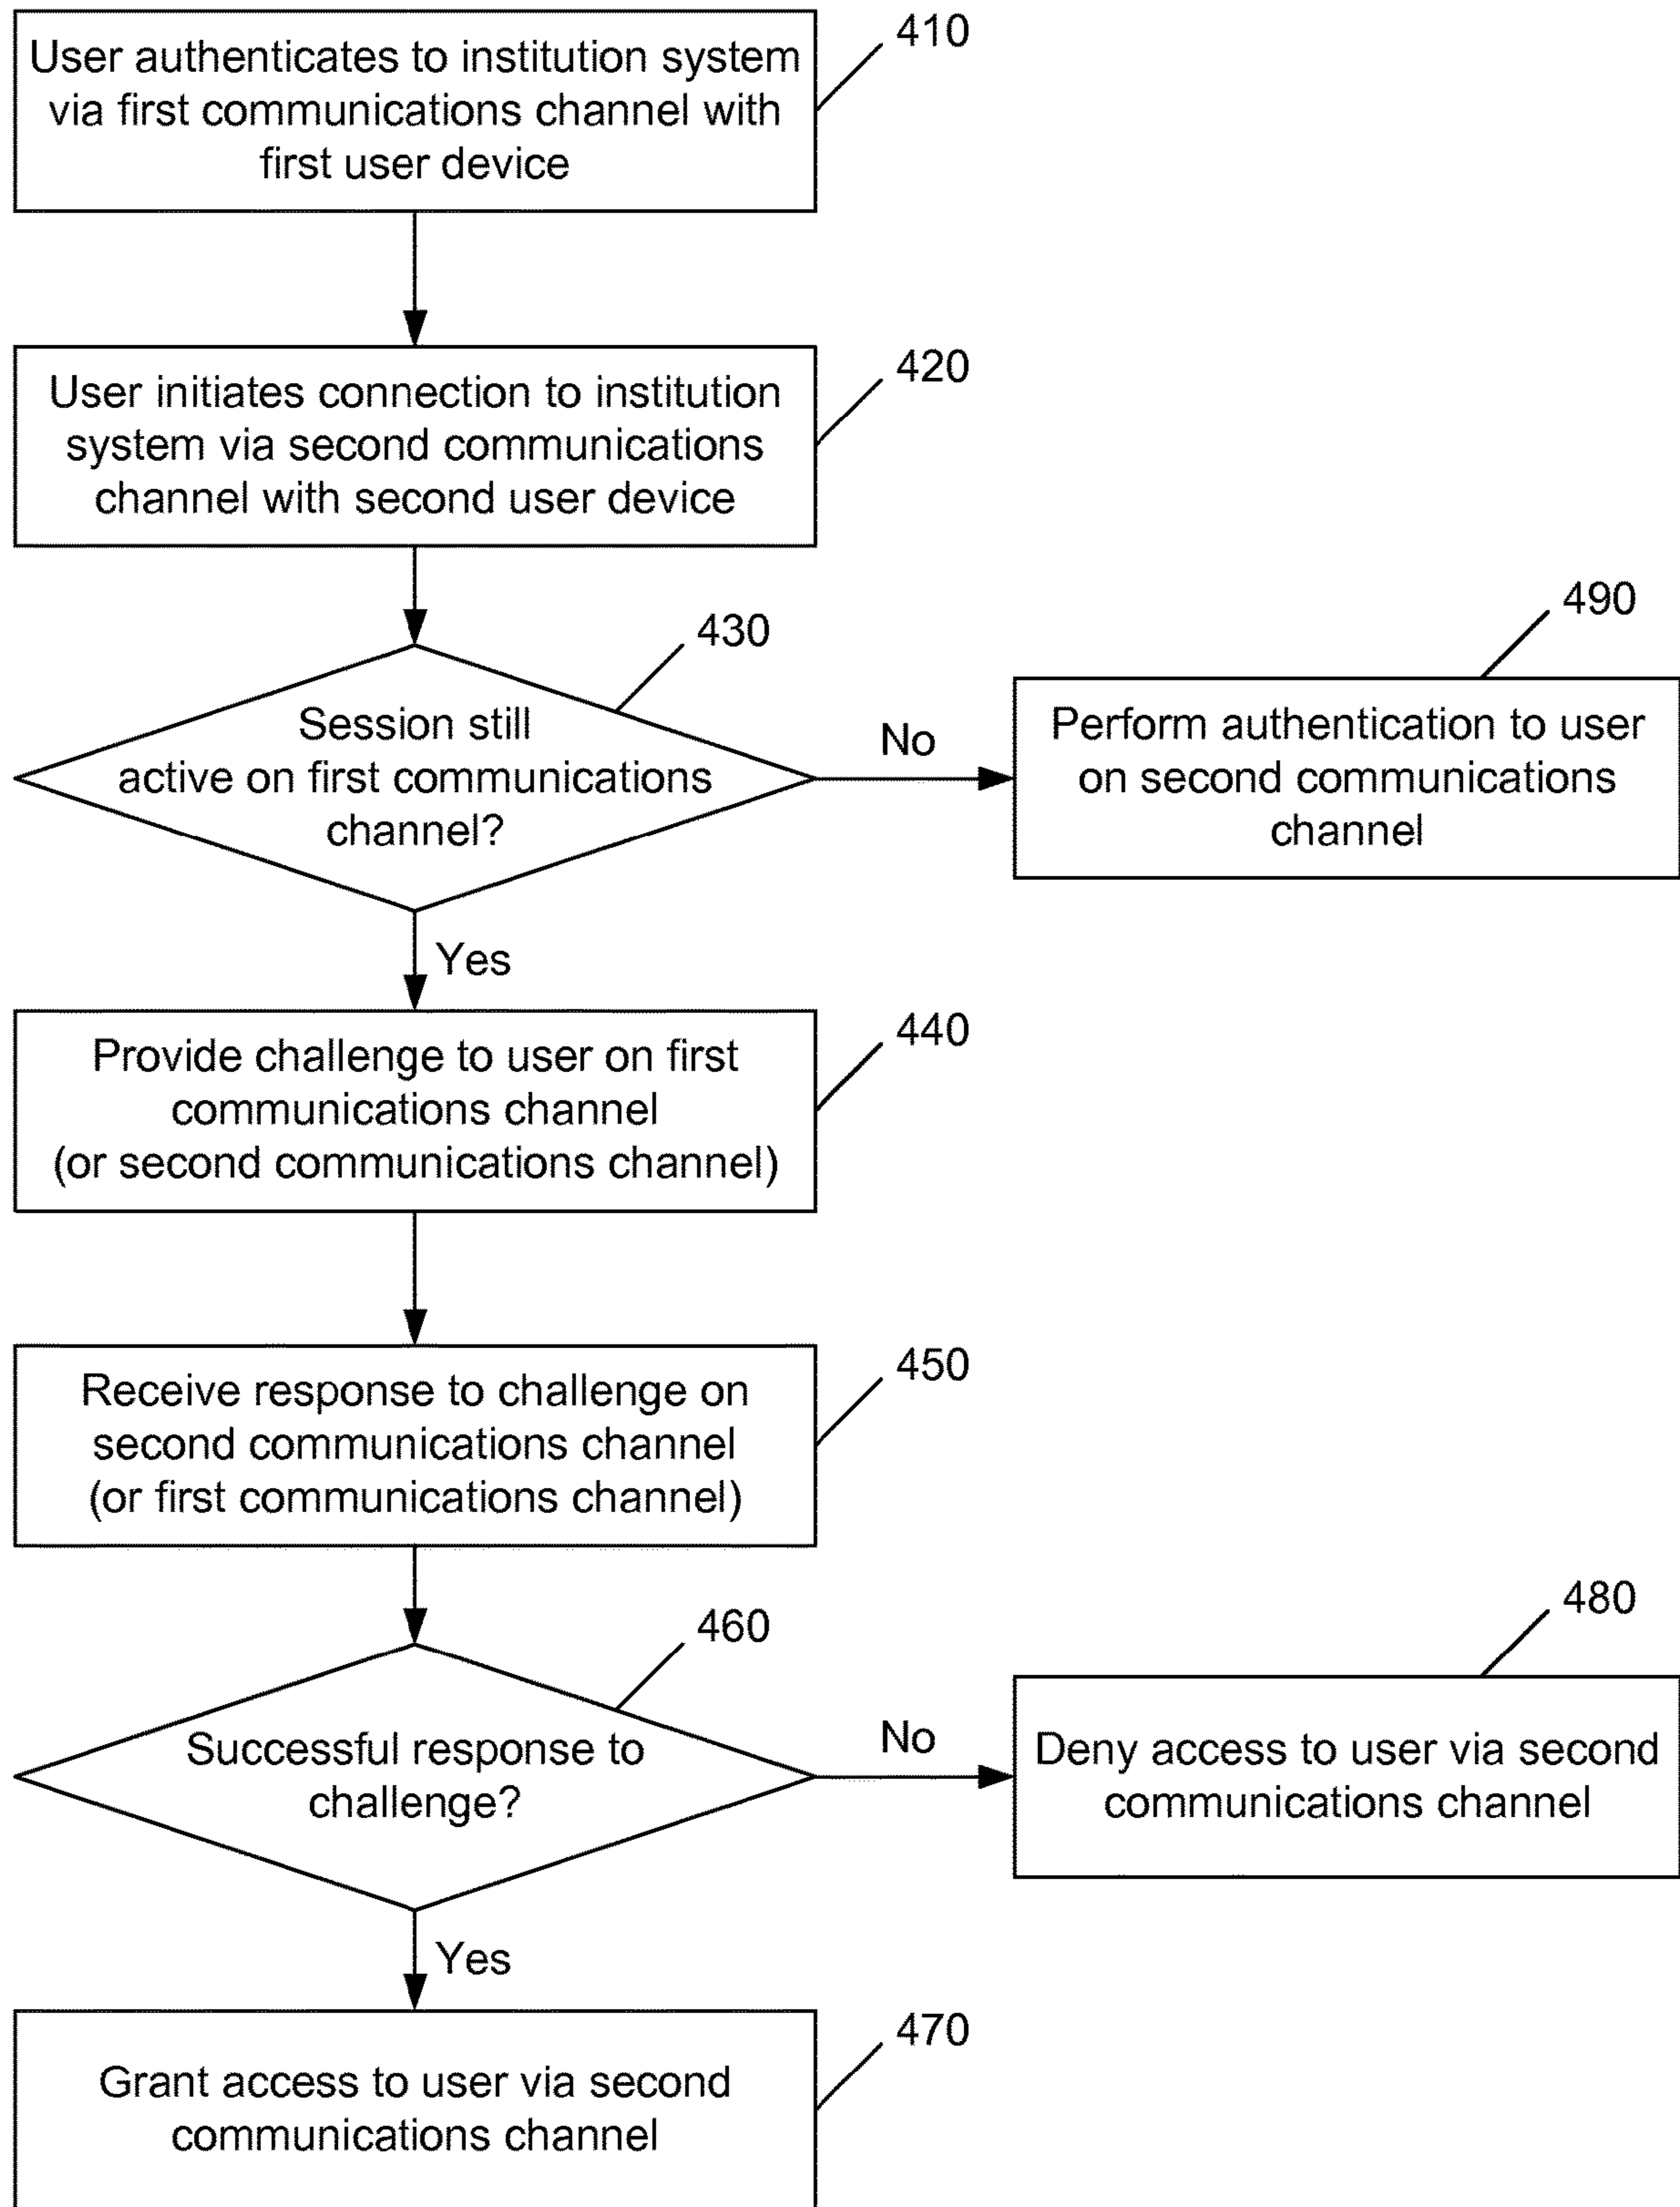 410
User authenticates to institution system
via first communications channel with
first user device
420
User initiates connection to institution
system via second communications
channel with second user device
430
Session still
active on first communications
channel?
No
490
Perform authentication to user
on second communications
channel
Yes
440
Provide challenge to user on first
communications channel
(or second communications channel)
450
Receive response to challenge on
second communications channel
(or first communications channel)
460
Successful response to
challenge?
No
480
Deny access to user via second
communications channel
Yes
470
Grant access to user via second
communications channel